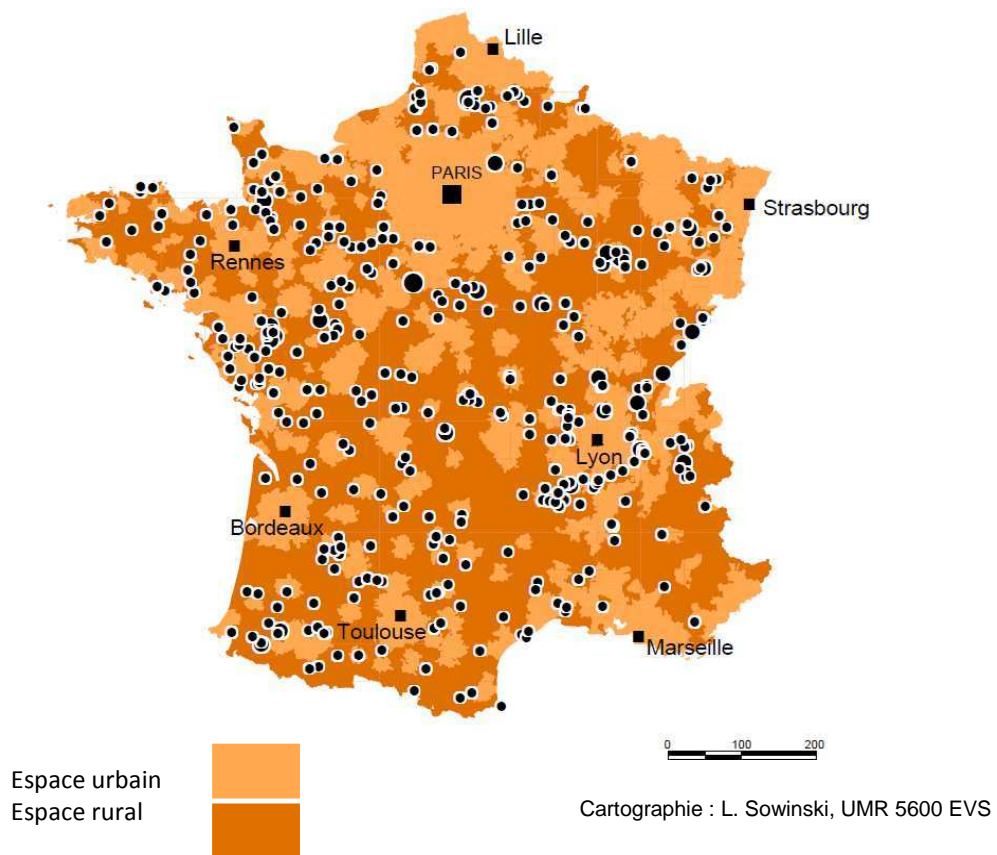 Lille
PARIS
Strasbourg
Rennes
Lyon
Bordeaux
Toulouse
Marseille
0 100 200
Espace urbain
Espace rural
Cartographie : L. Sowinski, UMR 5600 EVS